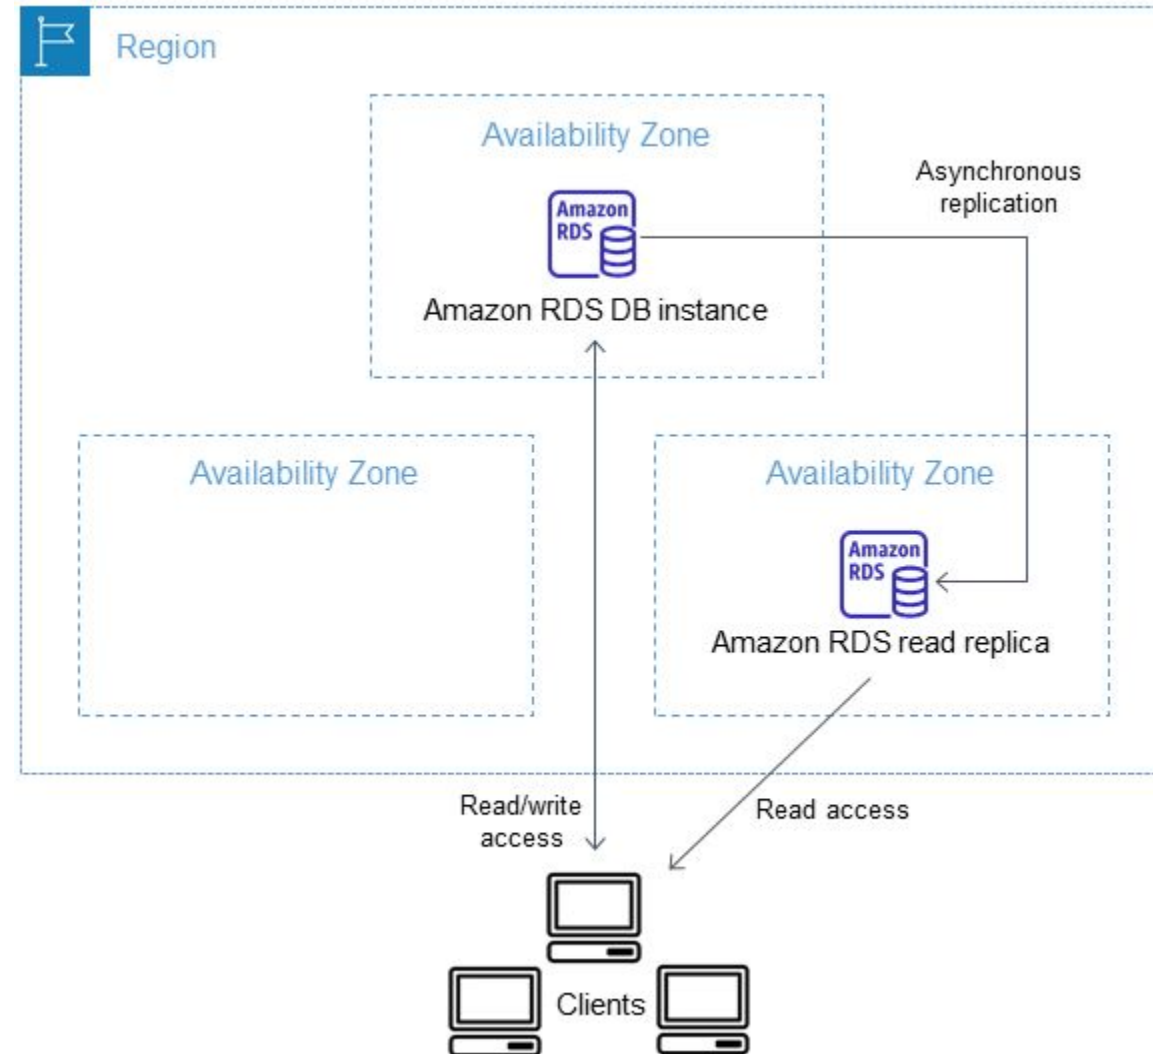 Region
Availability Zone
Asynchronous
replication
Amazon
RDS
Amazon RDS DB instance
Availability Zone
Availability Zone
Amazon
RDS
Amazon RDS read replica
Read/write
access
Read access
Clients